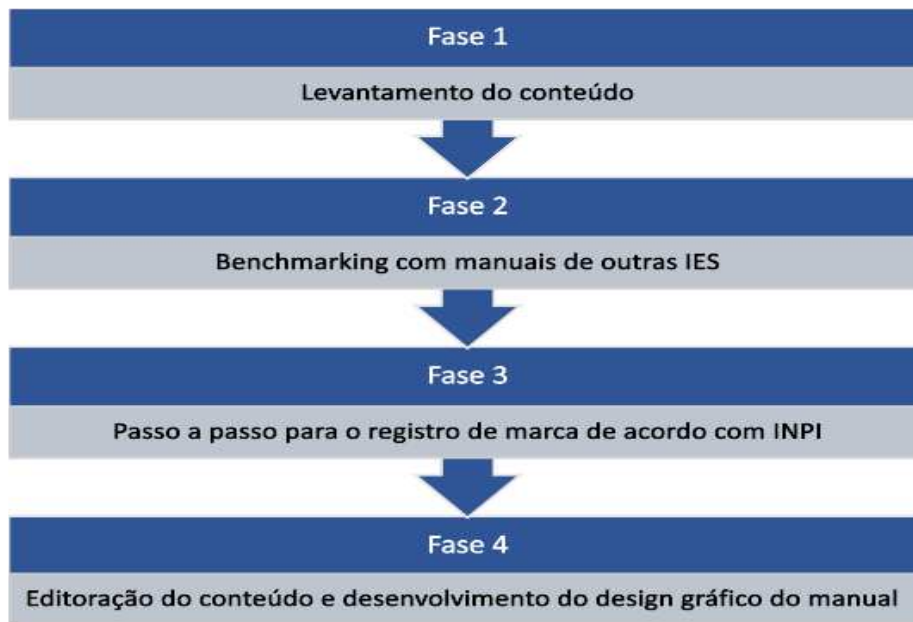 Fase 1
Levantamento do conteúdo
Fase 2
Benchmarking com manuais de outras IES
Fase 3
Passo a passo para o registro de marca de acordo com INPI
Fase 4
Editoração do conteúdo e desenvolvimento do design gráfico do manual